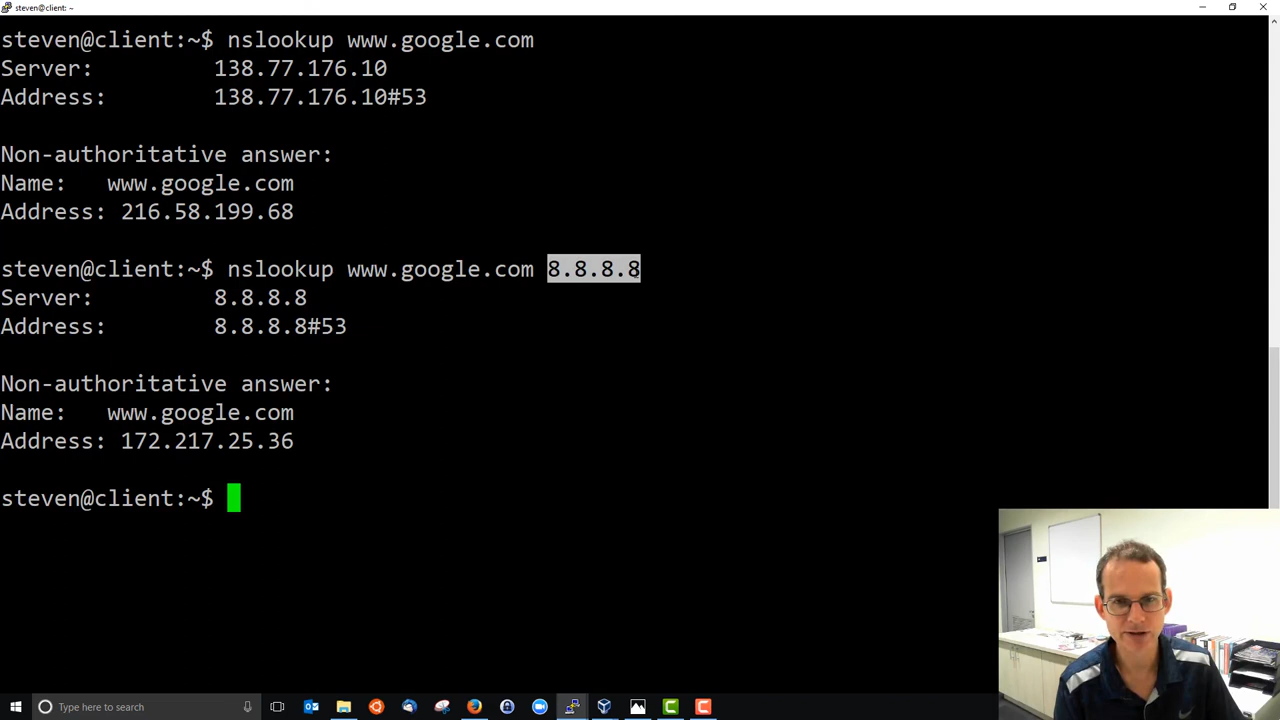 steven@client: ~
steven@client:~$ nslookup www.google.com
Server: 138.77.176.10
Address: 138.77.176.10#53
Non-authoritative answer:
Name: www.google.com
Address: 216.58.199.68
steven@client:~$ nslookup www.google.com 8.8.8.8
Server: 8.8.8.8
Address: 8.8.8.8#53
Non-authoritative answer:
Name: www.google.com
Address: 172.217.25.36
steven@client:~$
Type here to search